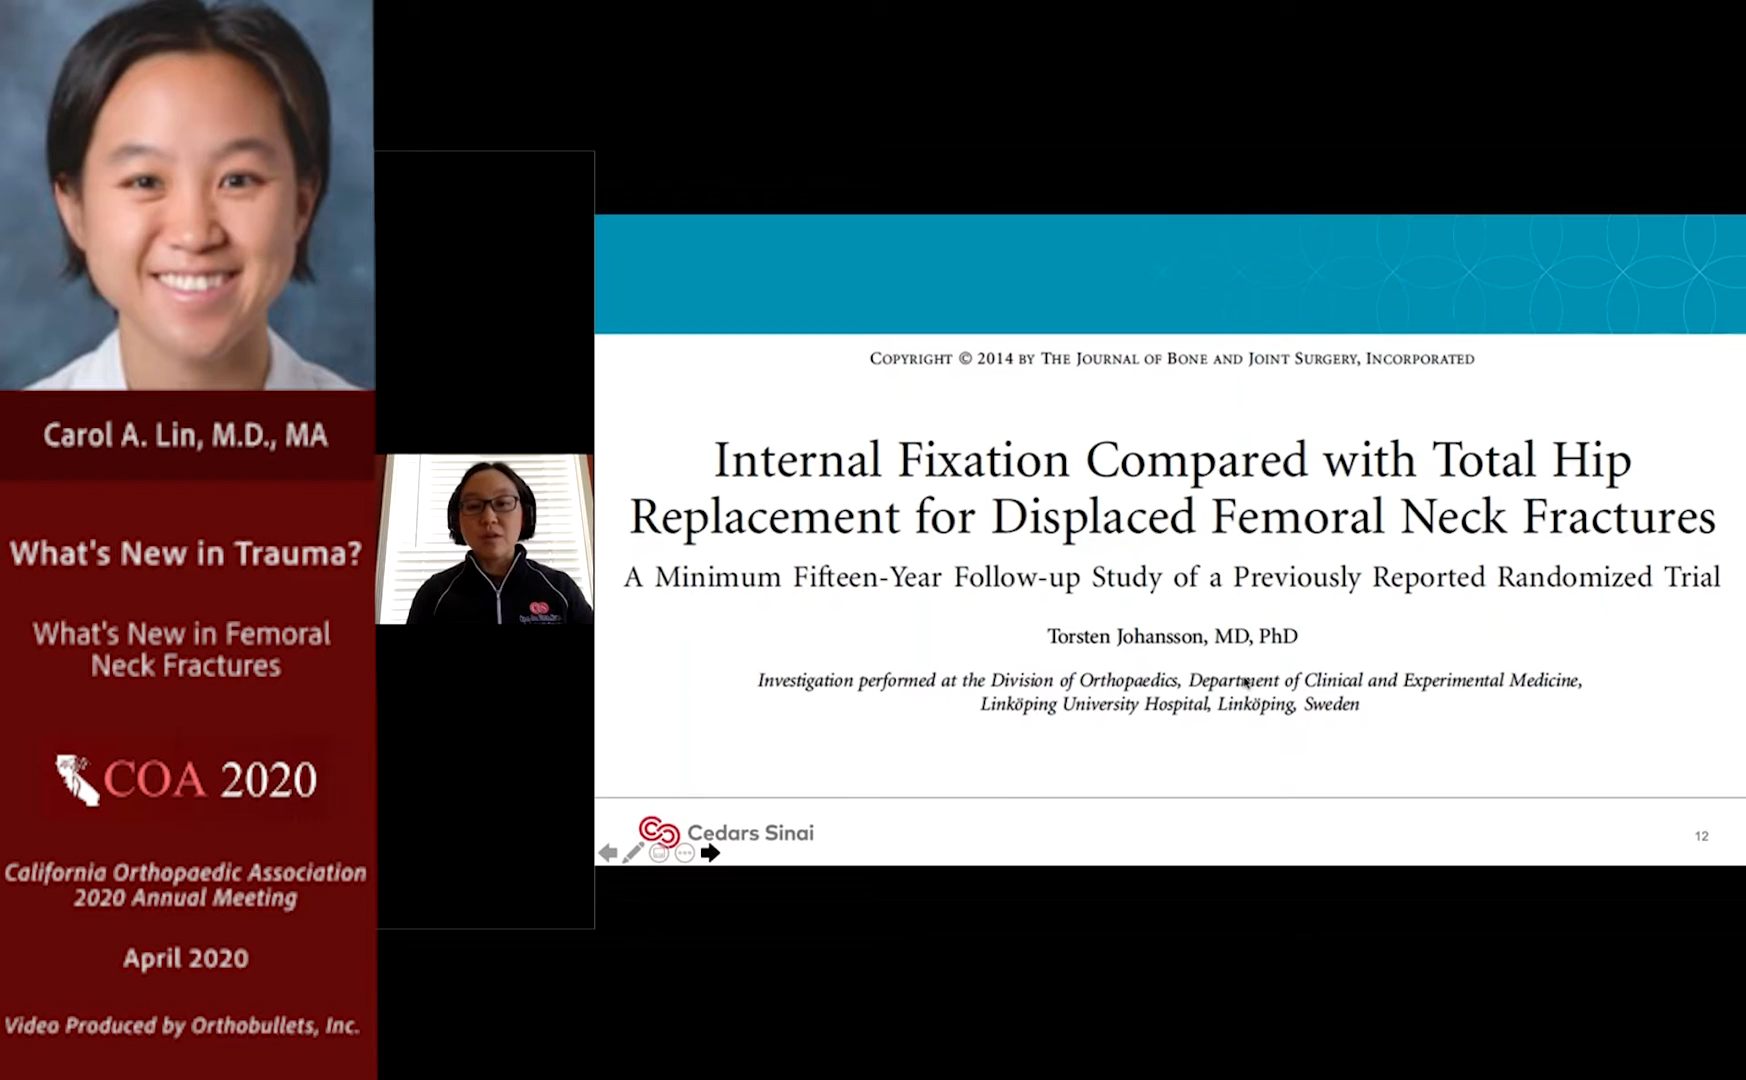 Carol A. Lin, M.D., MA
What's New in Trauma?
What's New in Femoral
Neck Fractures
COA 2020
California Orthopaedic Association
2020 Annual Meeting
April 2020
Video Produced by Orthobullets, Inc.
COPYRIGHT © 2014 BY THE JOURNAL OF BONE AND JOINT SURGERY, INCORPORATED
Internal Fixation Compared with Total Hip
Replacement for Displaced Femoral Neck Fractures
A Minimum Fifteen-Year Follow-up Study of a Previously Reported Randomized Trial
Torsten Johansson, MD, PhD
Investigation performed at the Division of Orthopaedics, Department of Clinical and Experimental Medicine,
Linköping University Hospital, Linköping, Sweden
Cedars Sinai
12